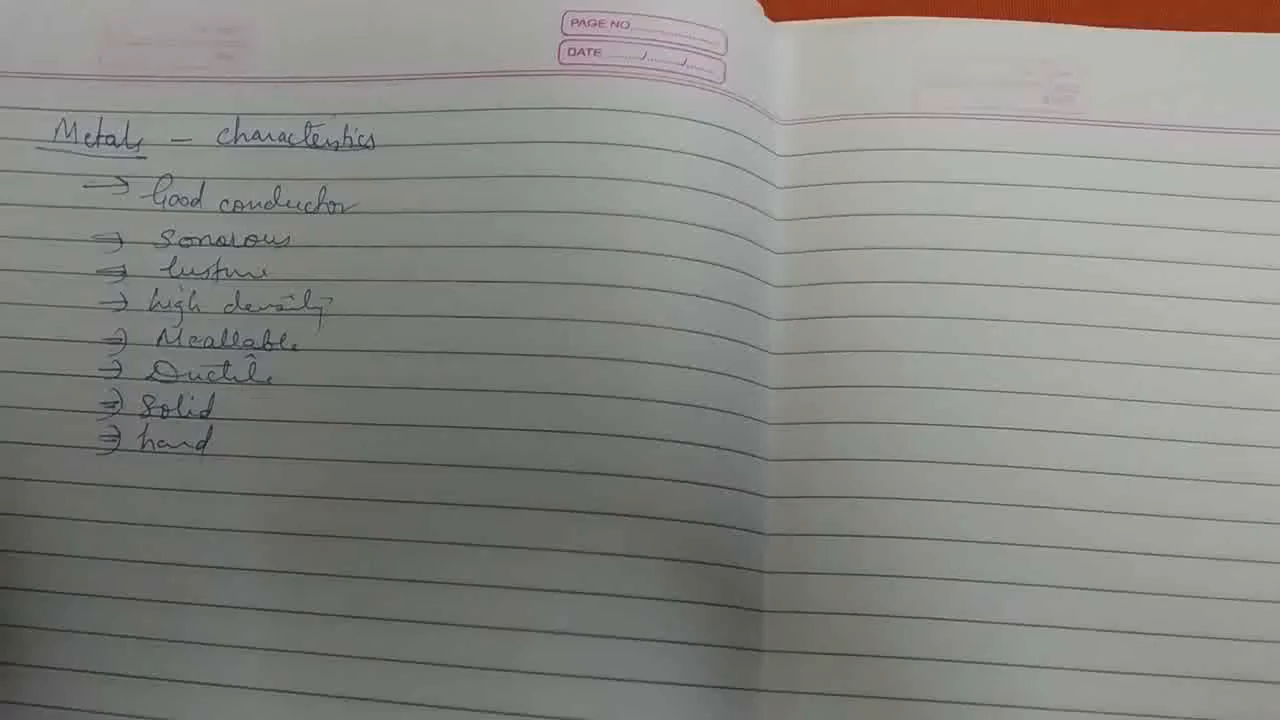 PAGE NO.
DATE / /
Metals - characteristics
→ Good conductor
→ Sonorous
→ lusture
→ high density
→ Meallable
→ Ductile
→ Solid
→ hard